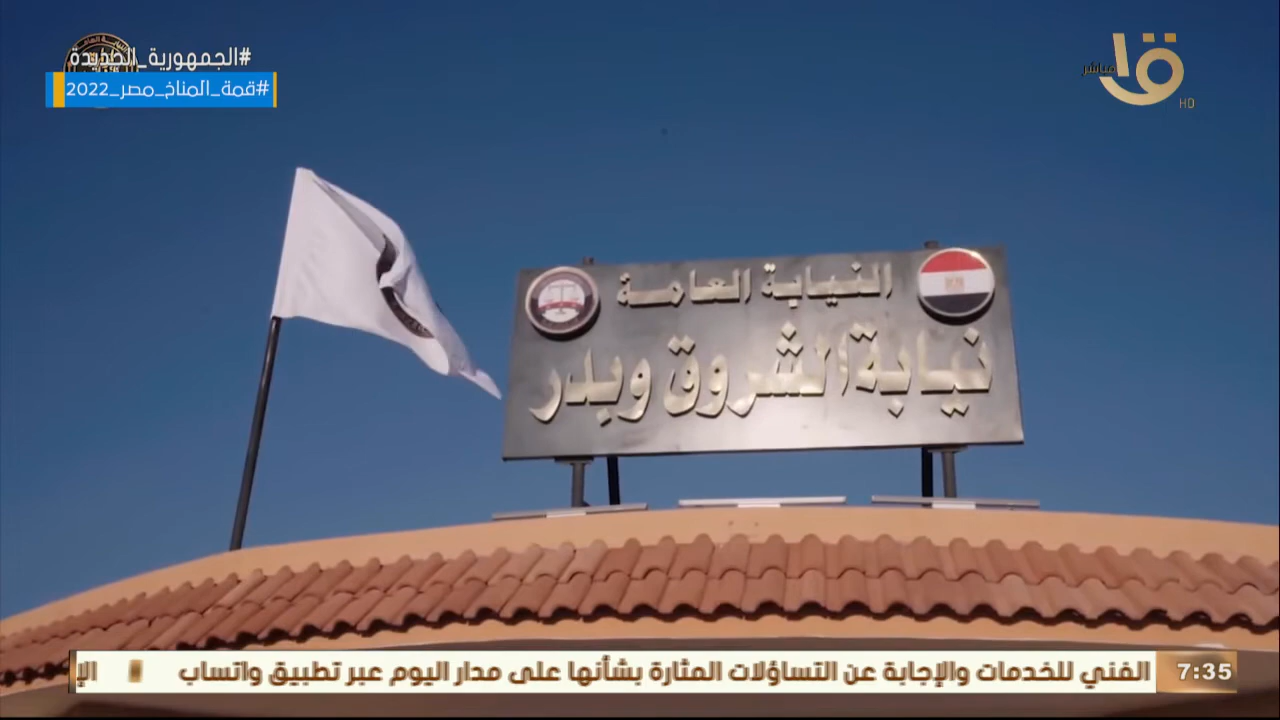 #الجمهورية_الجديدة
#قمة_المناخ_مصر_2022
مباشر
HD
النيابة العامة
نيابة الشروق وبدر
7:35
الفني للخدمات والإجابة عن التساؤلات المثارة بشأنها على مدار اليوم عبر تطبيق واتساب